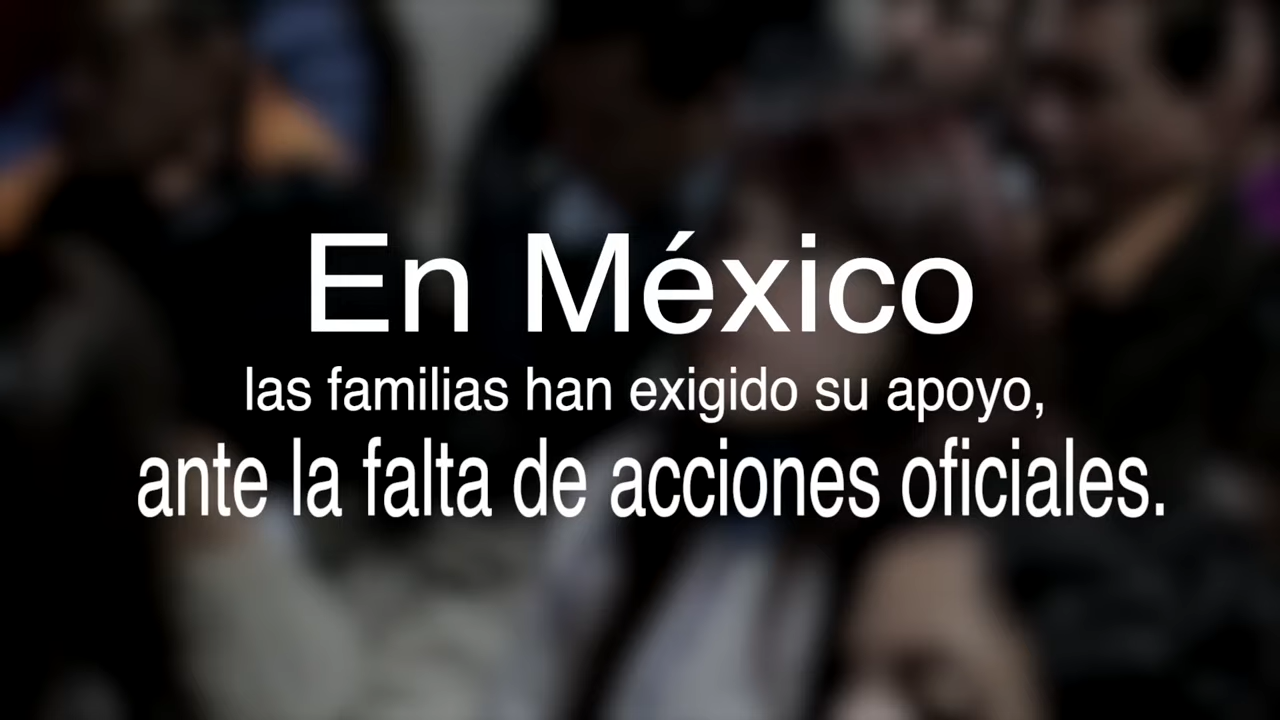 En México
las familias han exigido su apoyo,
ante la falta de acciones oficiales.